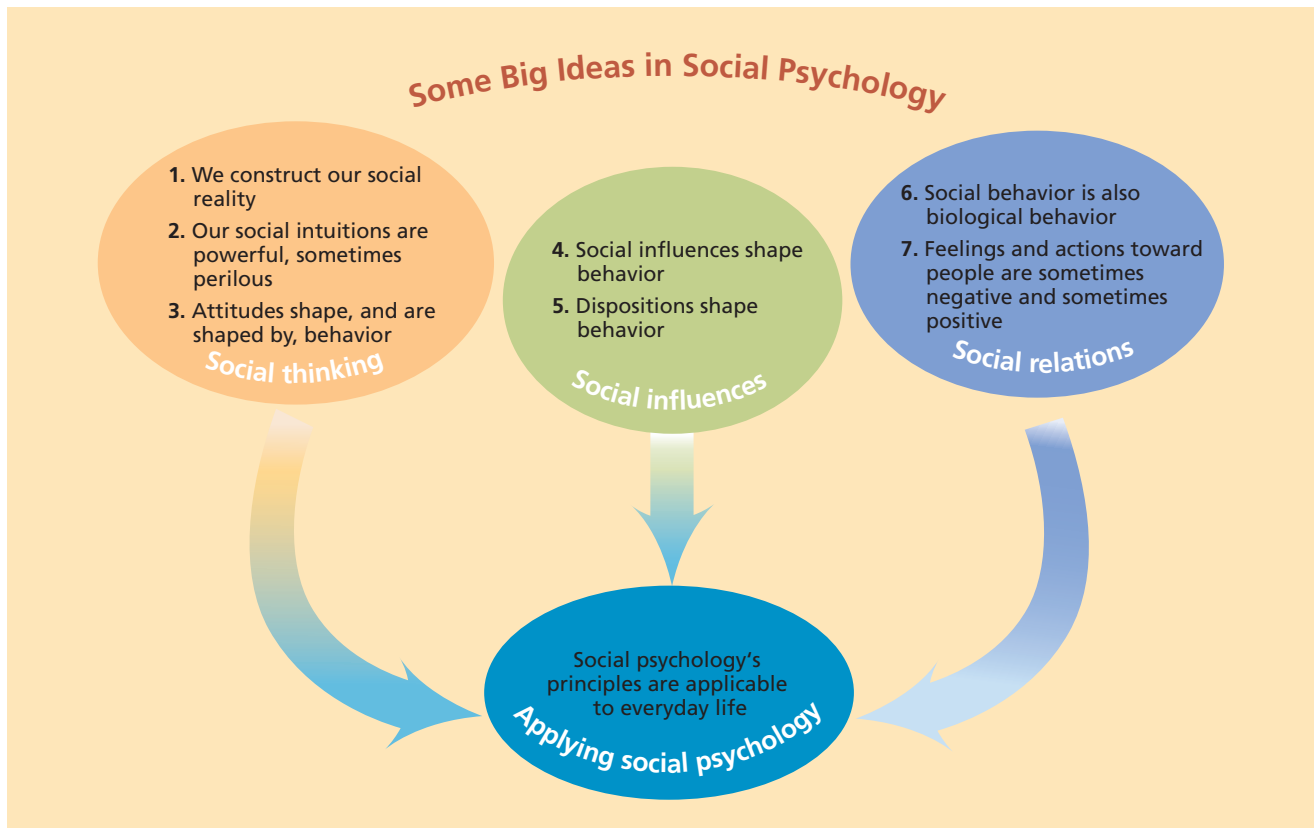 Some Big Ideas in Social Psychology
1. We construct our social
reality
2. Our social intuitions are
powerful, sometimes
perilous
3. Attitudes shape, and are
shaped by, behavior
Social thinking
4. Social influences shape
behavior
5. Dispositions shape
behavior
Social influences
6. Social behavior is also
biological behavior
7. Feelings and actions toward
people are sometimes
negative and sometimes
positive
Social relations
Social psychology‘s
principles are applicable
to everyday life
Applying social psychology